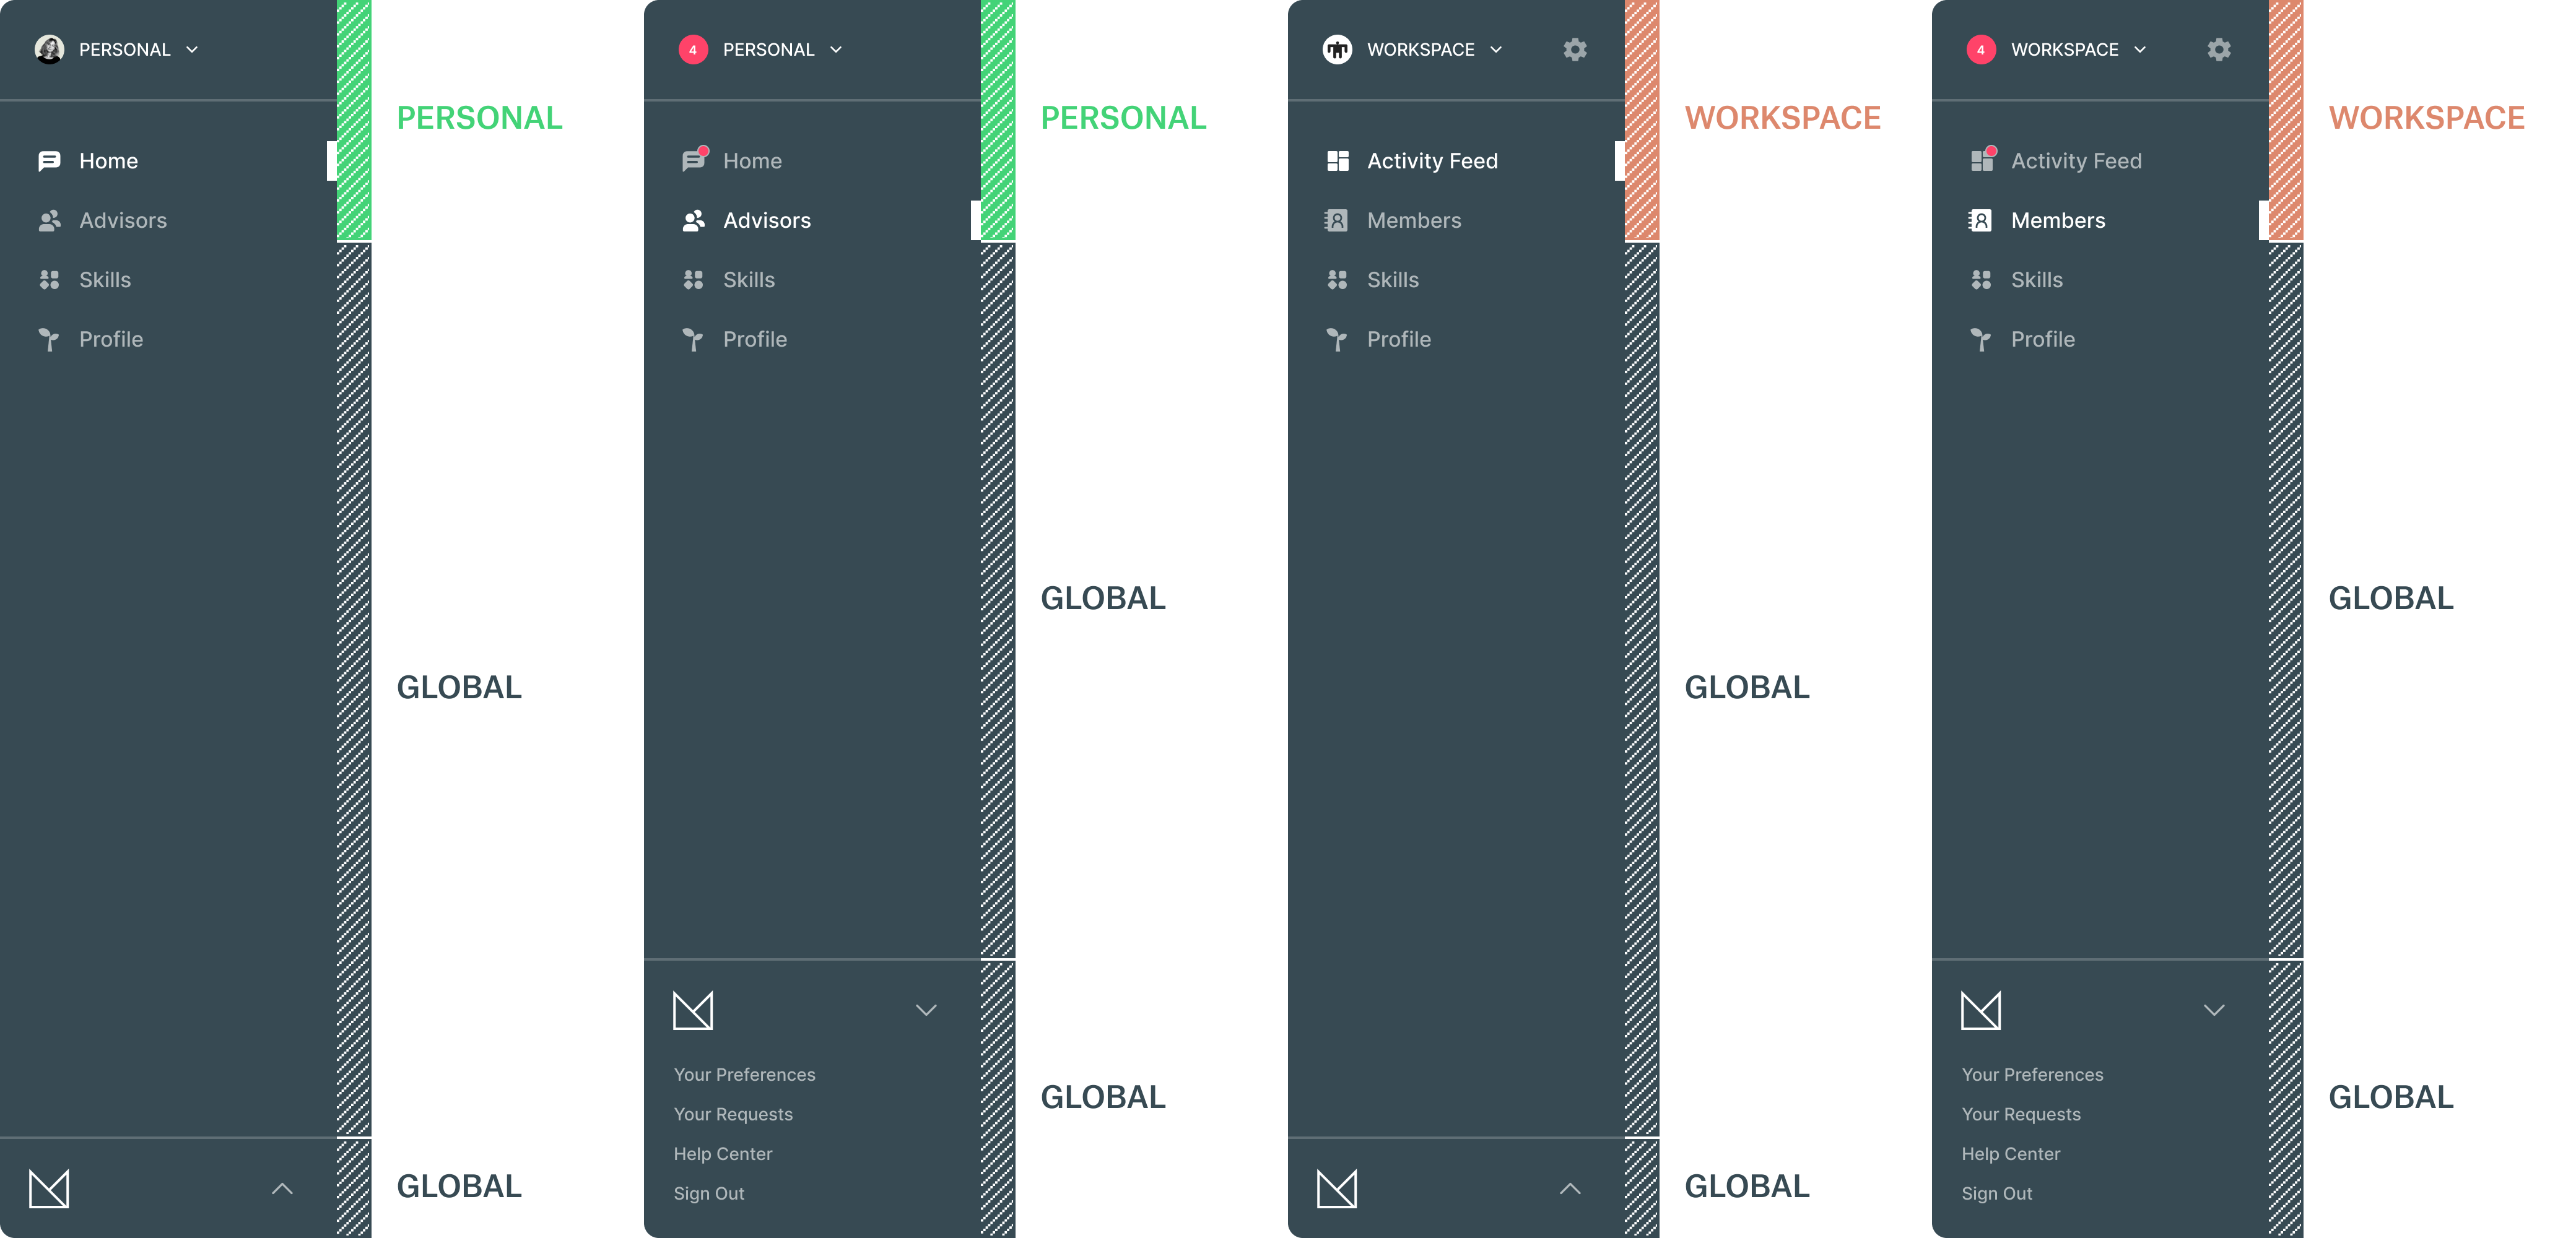 PERSONAL
Home
Advisors
Skills
Profile
PERSONAL
GLOBAL
GLOBAL
4 PERSONAL
Home
Advisors
Skills
Profile
Your Preferences
Your Requests
Help Center
Sign Out
PERSONAL
GLOBAL
GLOBAL
WORKSPACE
Activity Feed
Members
Skills
Profile
WORKSPACE
GLOBAL
GLOBAL
4 WORKSPACE
Activity Feed
Members
Skills
Profile
Your Preferences
Your Requests
Help Center
Sign Out
WORKSPACE
GLOBAL
GLOBAL